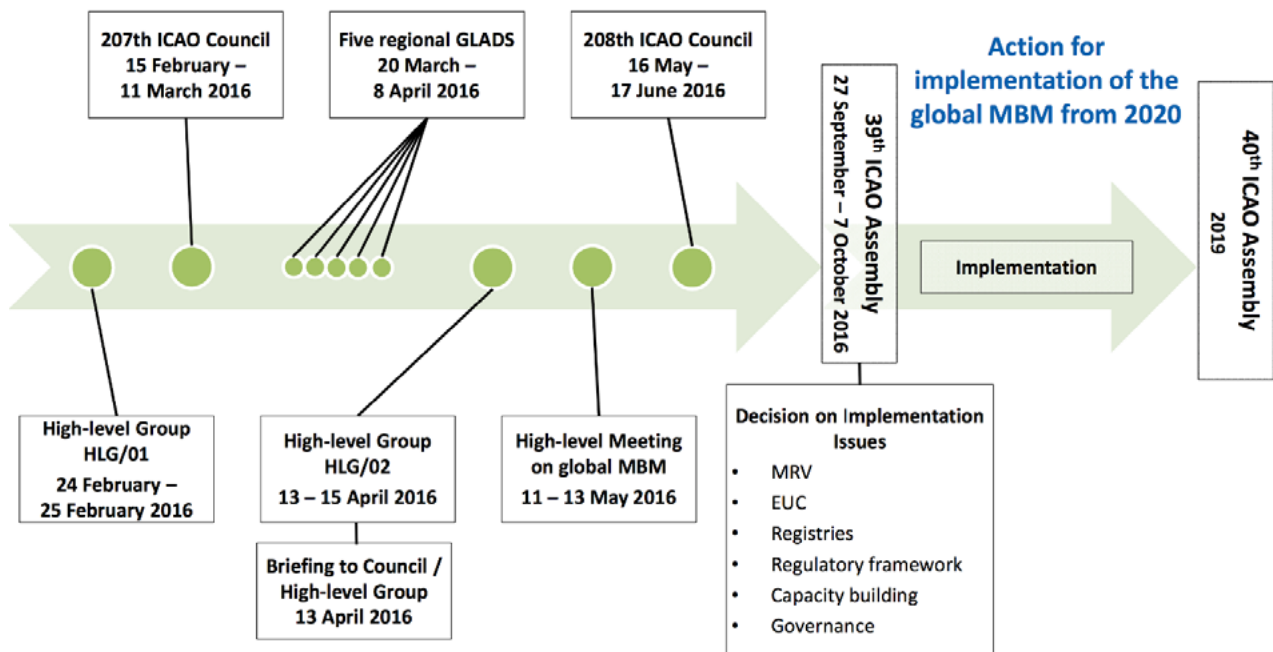 207th ICAO Council
15 February –
11 March 2016
Five regional GLADS
20 March –
8 April 2016
208th ICAO Council
16 May –
17 June 2016
39th ICAO Assembly
27 September – 7 October 2016
Action for
implementation of the
global MBM from 2020
40th ICAO Assembly
2019
Implementation
High-level Group
HLG/01
24 February –
25 February 2016
High-level Group
HLG/02
13 – 15 April 2016
Briefing to Council /
High-level Group
13 April 2016
High-level Meeting
on global MBM
11 – 13 May 2016
Decision on Implementation
Issues
• MRV
• EUC
• Registries
• Regulatory framework
• Capacity building
• Governance